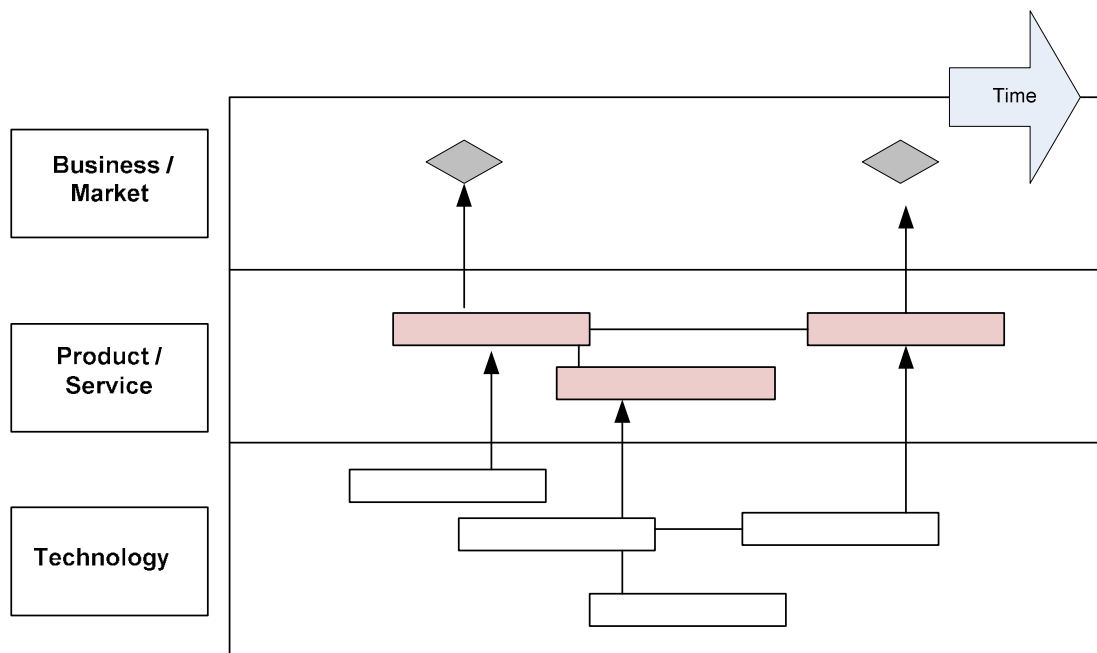 Time
Business /
Market
Product /
Service
Technology